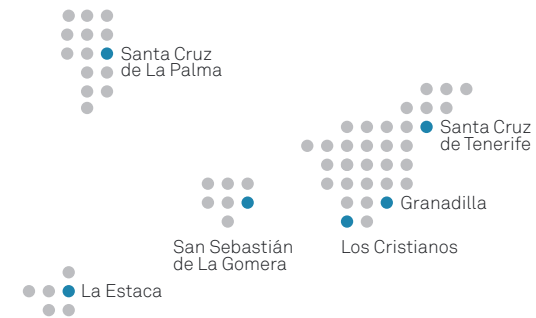 Santa Cruz
de La Palma
Santa Cruz
de Tenerife
Granadilla
San Sebastián
de La Gomera
Los Cristianos
La Estaca